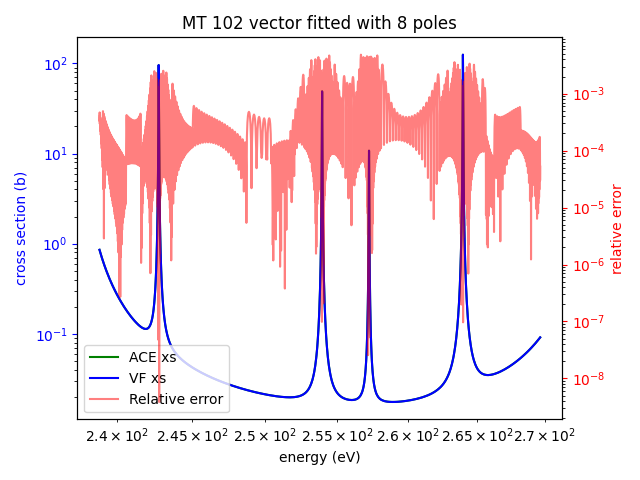 MT 102 vector fitted with 8 poles
10²
10¹
10⁰
10⁻¹
cross section (b)
10⁻³
10⁻⁴
10⁻⁵
10⁻⁶
10⁻⁷
10⁻⁸
relative error
ACE xs
VF xs
Relative error
2.4 × 10² 2.45 × 10² 2.5 × 10² 2.55 × 10² 2.6 × 10² 2.65 × 10² 2.7 × 10²
energy (eV)